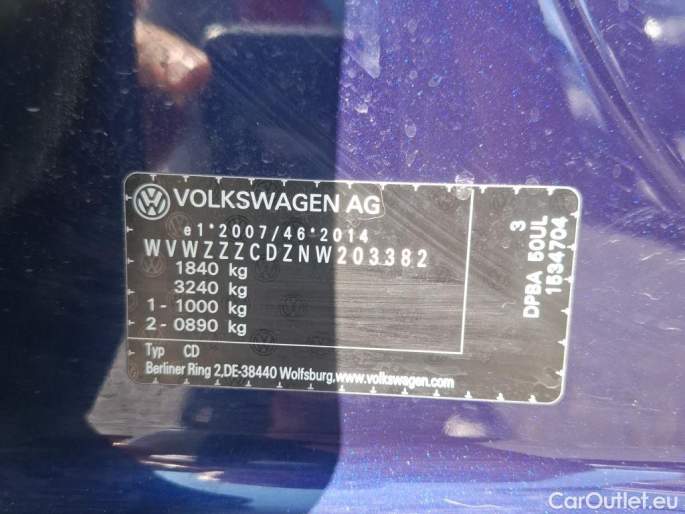 VOLKSWAGEN AG
e1*2007/46*2014
WVWZZZCDZNW203382
1840 kg
3240 kg
1 - 1000 kg
2 - 0890 kg
Typ CD
Berliner Ring 2,DE-38440 Wolfsburg,www.volkswagen.com
3
DPBA 50UL
1534704
CarOutlet.eu